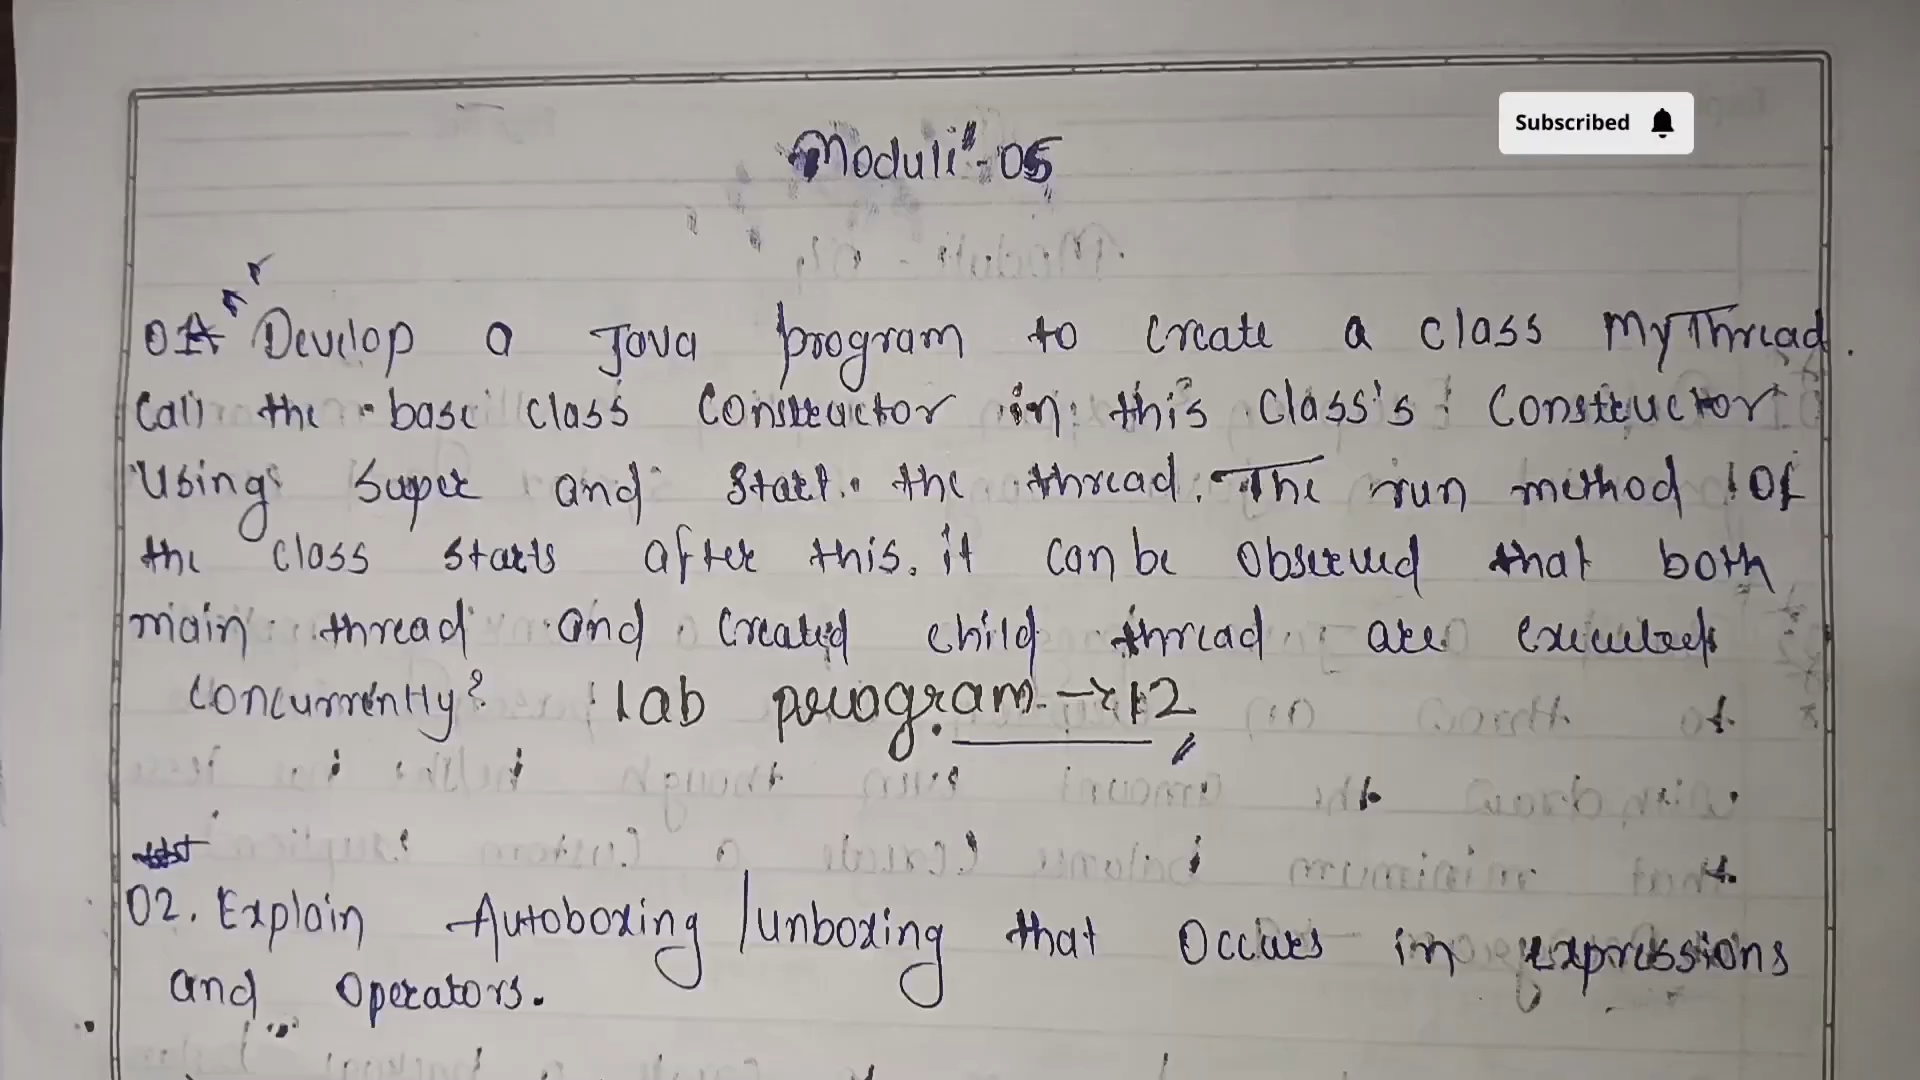 Subscribed
Module-05
01 Develop a Java program to create a class MyThread.
Call the base class constructor in this class's constructor
using super and start the thread. The run method of
the class starts after this. it can be observed that both
main thread and created child thread are executed
concurrently? lab program → 12
02. Explain Autoboxing/unboxing that occurs in expressions
and operators.